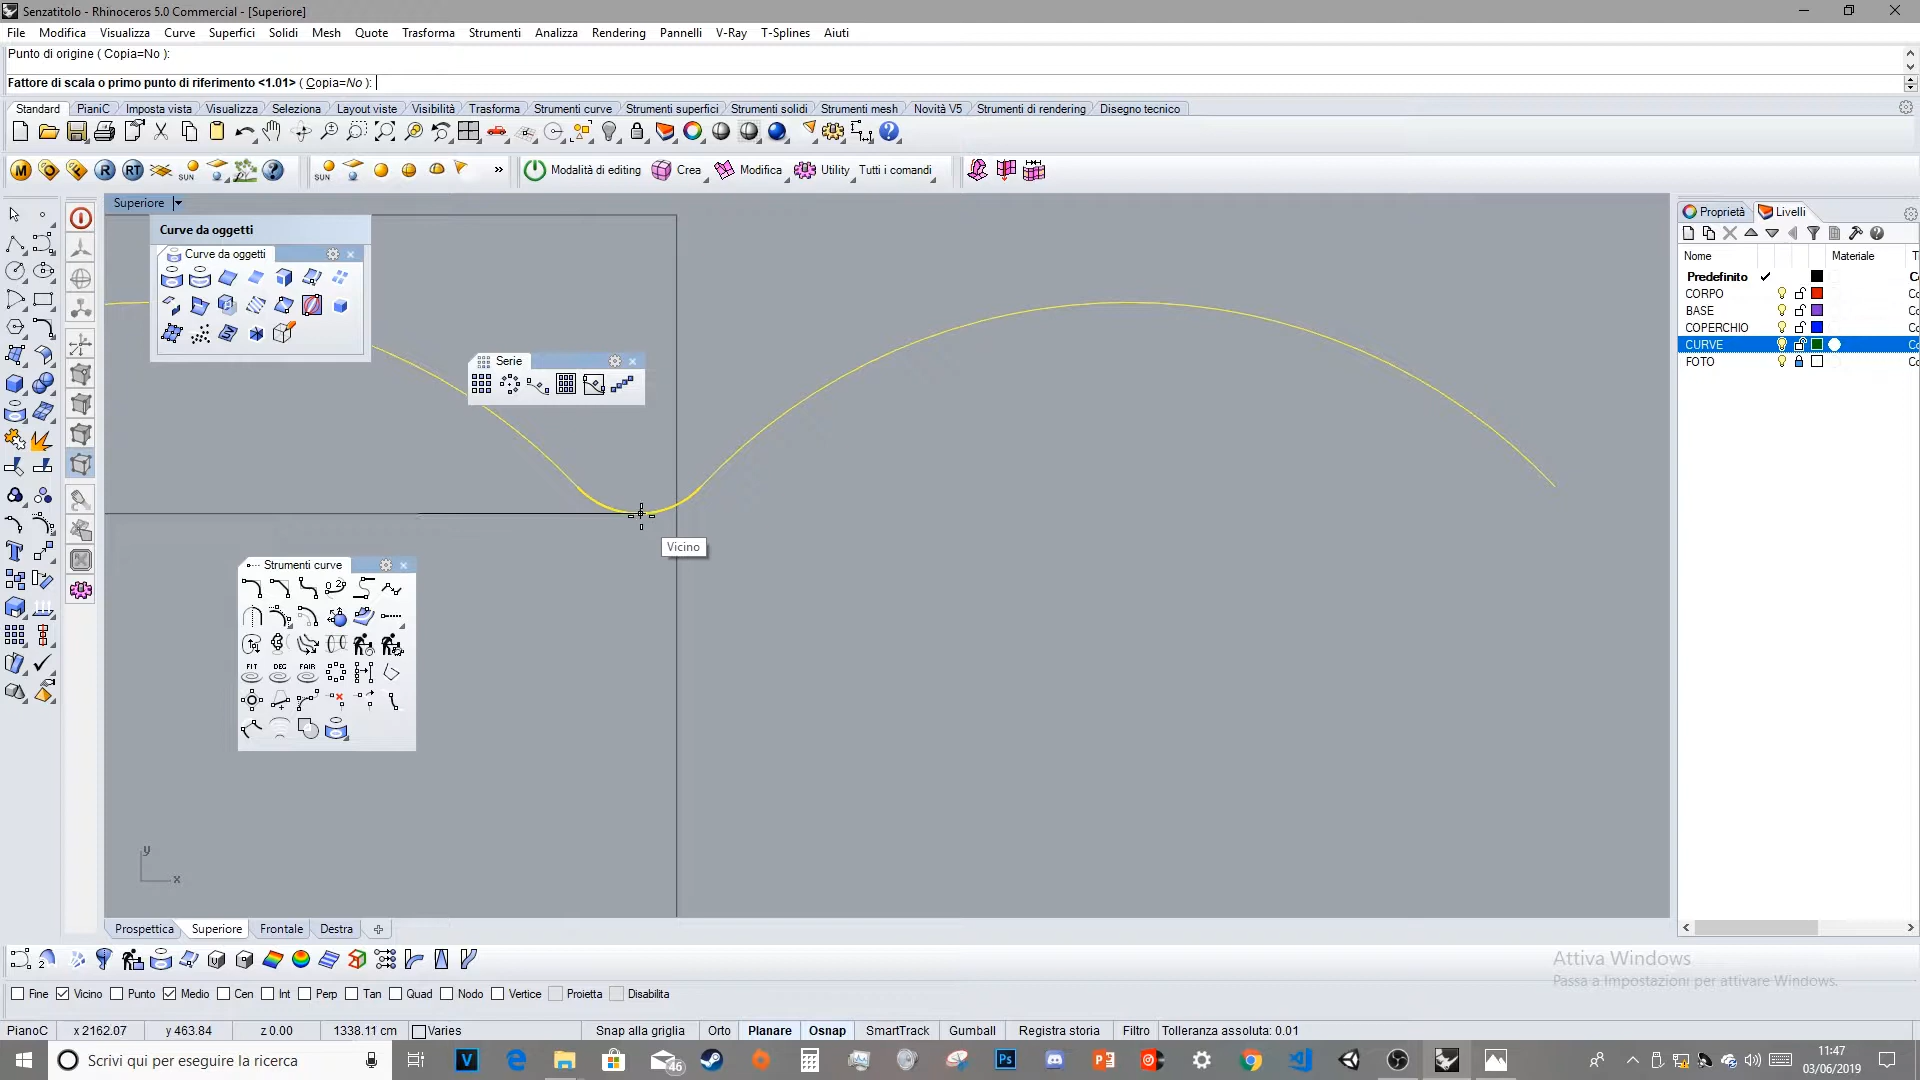 Senzatitolo - Rhinoceros 5.0 Commercial - [Superiore]
File Modifica Visualizza Curve Superfici Solidi Mesh Quote Trasforma Strumenti Analizza Rendering Pannelli V-Ray T-Splines Aiuti
Punto di origine ( Copia=No ):
Fattore di scala o primo punto di riferimento <1.01> ( Copia=No ):
Standard PianiC Imposta vista Visualizza Seleziona Layout viste Visibilità Trasforma Strumenti curve Strumenti superfici Strumenti solidi Strumenti mesh Novità V5 Strumenti di rendering Disegno tecnico
M R RT SUN SUN » Modalità di editing Crea Modifica Utility Tutti i comandi
Superiore
Proprietà Livelli
Curve da oggetti
Curve da oggetti
Nome Materiale
Predefinito
CORPO
BASE
COPERCHIO
CURVE
FOTO
Serie
Vicino
Strumenti curve
FIT DEG FAIR
y
x
Prospettica Superiore Frontale Destra
Attiva Windows
Passa a Impostazioni per attivare Windows.
Fine Vicino Punto Medio Cen Int Perp Tan Quad Nodo Vertice Proietta Disabilita
PianoC x 2162.07 y 463.84 z 0.00 1338.11 cm Varies Snap alla griglia Orto Planare Osnap SmartTrack Gumball Registra storia Filtro Tolleranza assoluta: 0.01
Scrivi qui per eseguire la ricerca
46
Ps
11:47
03/06/2019